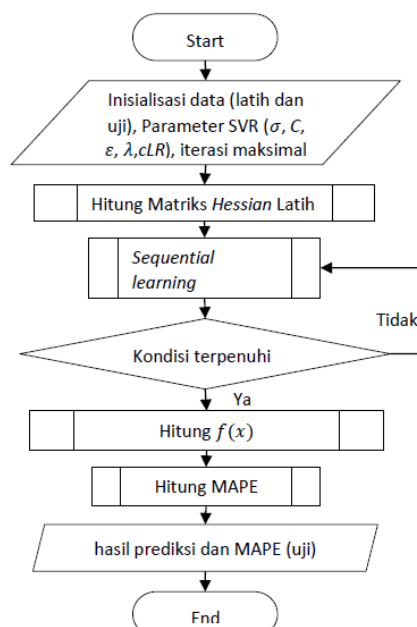 Start
Inisialisasi data (latih dan
uji), Parameter SVR (σ, C,
ε, λ,cLR), iterasi maksimal
Hitung Matriks Hessian Latih
Sequential
learning
Tidak
Kondisi terpenuhi
Ya
Hitung f(x)
Hitung MAPE
hasil prediksi dan MAPE (uji)
End